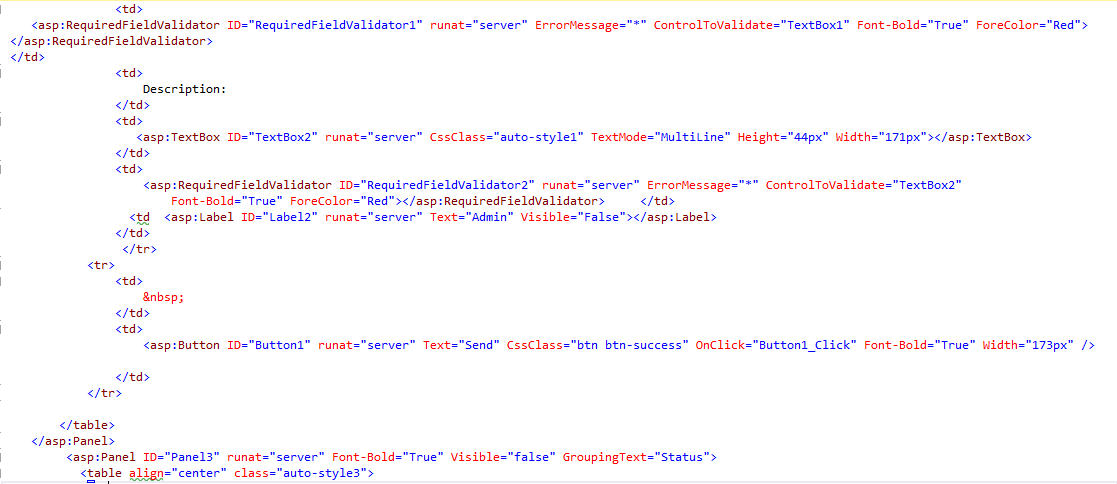 <td>
<asp:RequiredFieldValidator ID="RequiredFieldValidator1" runat="server" ErrorMessage="*" ControlToValidate="TextBox1" Font-Bold="True" ForeColor="Red">
</asp:RequiredFieldValidator>
</td>
<td>
Description:
</td>
<td>
<asp:TextBox ID="TextBox2" runat="server" CssClass="auto-style1" TextMode="MultiLine" Height="44px" Width="171px"></asp:TextBox>
</td>
<td>
<asp:RequiredFieldValidator ID="RequiredFieldValidator2" runat="server" ErrorMessage="*" ControlToValidate="TextBox2"
Font-Bold="True" ForeColor="Red"></asp:RequiredFieldValidator> </td>
<td <asp:Label ID="Label2" runat="server" Text="Admin" Visible="False"></asp:Label>
</td>
</tr>
<tr>
<td>
&nbsp;
</td>
<td>
<asp:Button ID="Button1" runat="server" Text="Send" CssClass="btn btn-success" OnClick="Button1_Click" Font-Bold="True" Width="173px" />
</td>
</tr>
</table>
</asp:Panel>
<asp:Panel ID="Panel3" runat="server" Font-Bold="True" Visible="false" GroupingText="Status">
<table align="center" class="auto-style3">